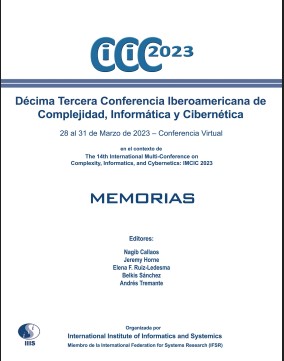 CICIC 2023
Décima Tercera Conferencia Iberoamericana de
Complejidad, Informática y Cibernética
28 al 31 de Marzo de 2023 – Conferencia Virtual
en el contexto de
The 14th International Multi-Conference on
Complexity, Informatics, and Cybernetics: IMCIC 2023
MEMORIAS
Editores:
Nagib Callaos
Jeremy Horne
Elena F. Ruiz-Ledesma
Belkis Sánchez
Andrés Tremante
Organizada por
International Institute of Informatics and Systemics
Miembro de la International Federation for Systems Research (IFSR)
IIIS